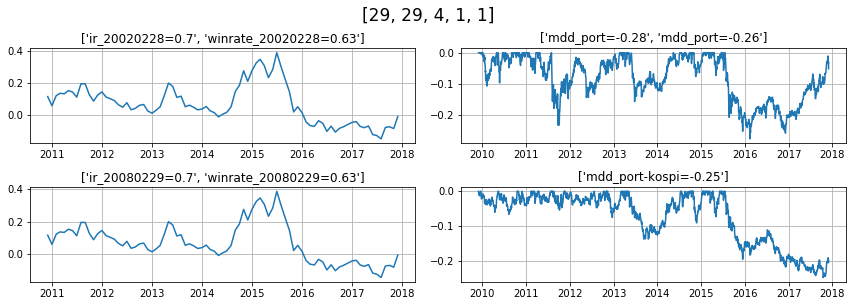 [29, 29, 4, 1, 1]
['ir_20020228=0.7', 'winrate_20020228=0.63']
0.4
0.2
0.0
2011 2012 2013 2014 2015 2016 2017 2018
['mdd_port=-0.28', 'mdd_port=-0.26']
0.0
−0.1
−0.2
2010 2011 2012 2013 2014 2015 2016 2017 2018
['ir_20080229=0.7', 'winrate_20080229=0.63']
0.4
0.2
0.0
2011 2012 2013 2014 2015 2016 2017 2018
['mdd_port-kospi=-0.25']
0.0
−0.1
−0.2
2010 2011 2012 2013 2014 2015 2016 2017 2018